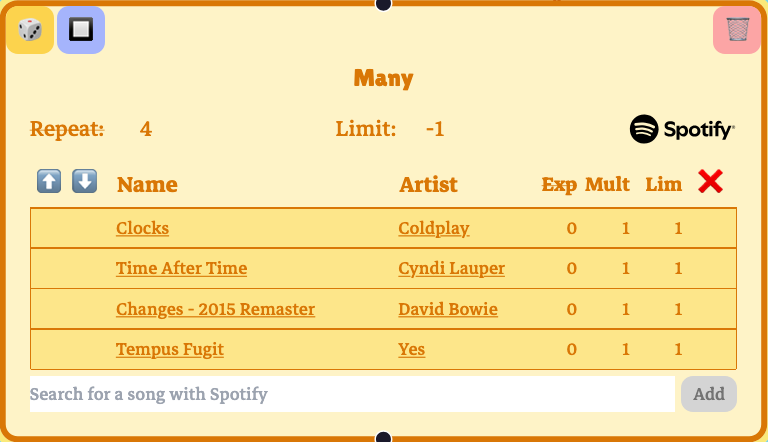 Many
Repeat: 4 Limit: -1 Spotify
Name Artist Exp Mult Lim
Clocks Coldplay 0 1 1
Time After Time Cyndi Lauper 0 1 1
Changes - 2015 Remaster David Bowie 0 1 1
Tempus Fugit Yes 0 1 1
Search for a song with Spotify Add